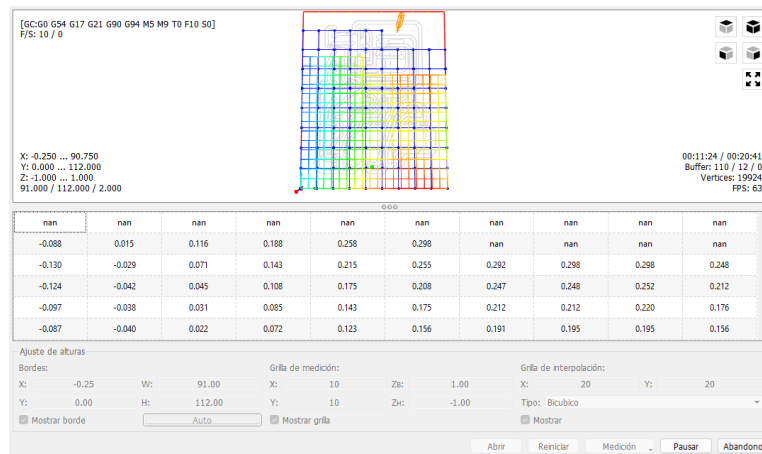 [GC:G0 G54 G17 G21 G90 G94 M5 M9 T0 F10 S0]
F/S: 10 / 0
X: -0.250 ... 90.750
Y: 0.000 ... 112.000
Z: -1.000 ... 1.000
91.000 / 112.000 / 2.000
00:11:24 / 00:20:41
Buffer: 110 / 12 / 0
Vertices: 19924
FPS: 63
nan nan nan nan nan nan nan nan nan nan
-0.088 0.015 0.116 0.188 0.258 0.298 nan nan nan nan
-0.130 -0.029 0.071 0.143 0.215 0.255 0.292 0.298 0.298 0.248
-0.124 -0.042 0.045 0.108 0.175 0.208 0.247 0.248 0.252 0.212
-0.097 -0.038 0.031 0.085 0.143 0.175 0.212 0.212 0.220 0.176
-0.087 -0.040 0.022 0.072 0.123 0.156 0.191 0.195 0.195 0.156
Ajuste de alturas
Bordes: Grilla de medición: Grilla de interpolación:
X: -0.25 W: 91.00 X: 10 Zв: 1.00 X: 20 Y: 20
Y: 0.00 H: 112.00 Y: 10 Zн: -1.00 Tipo: Bicubico
Mostrar borde Auto Mostrar grilla Mostrar
Abrir Reiniciar Medición Pausar Abandono